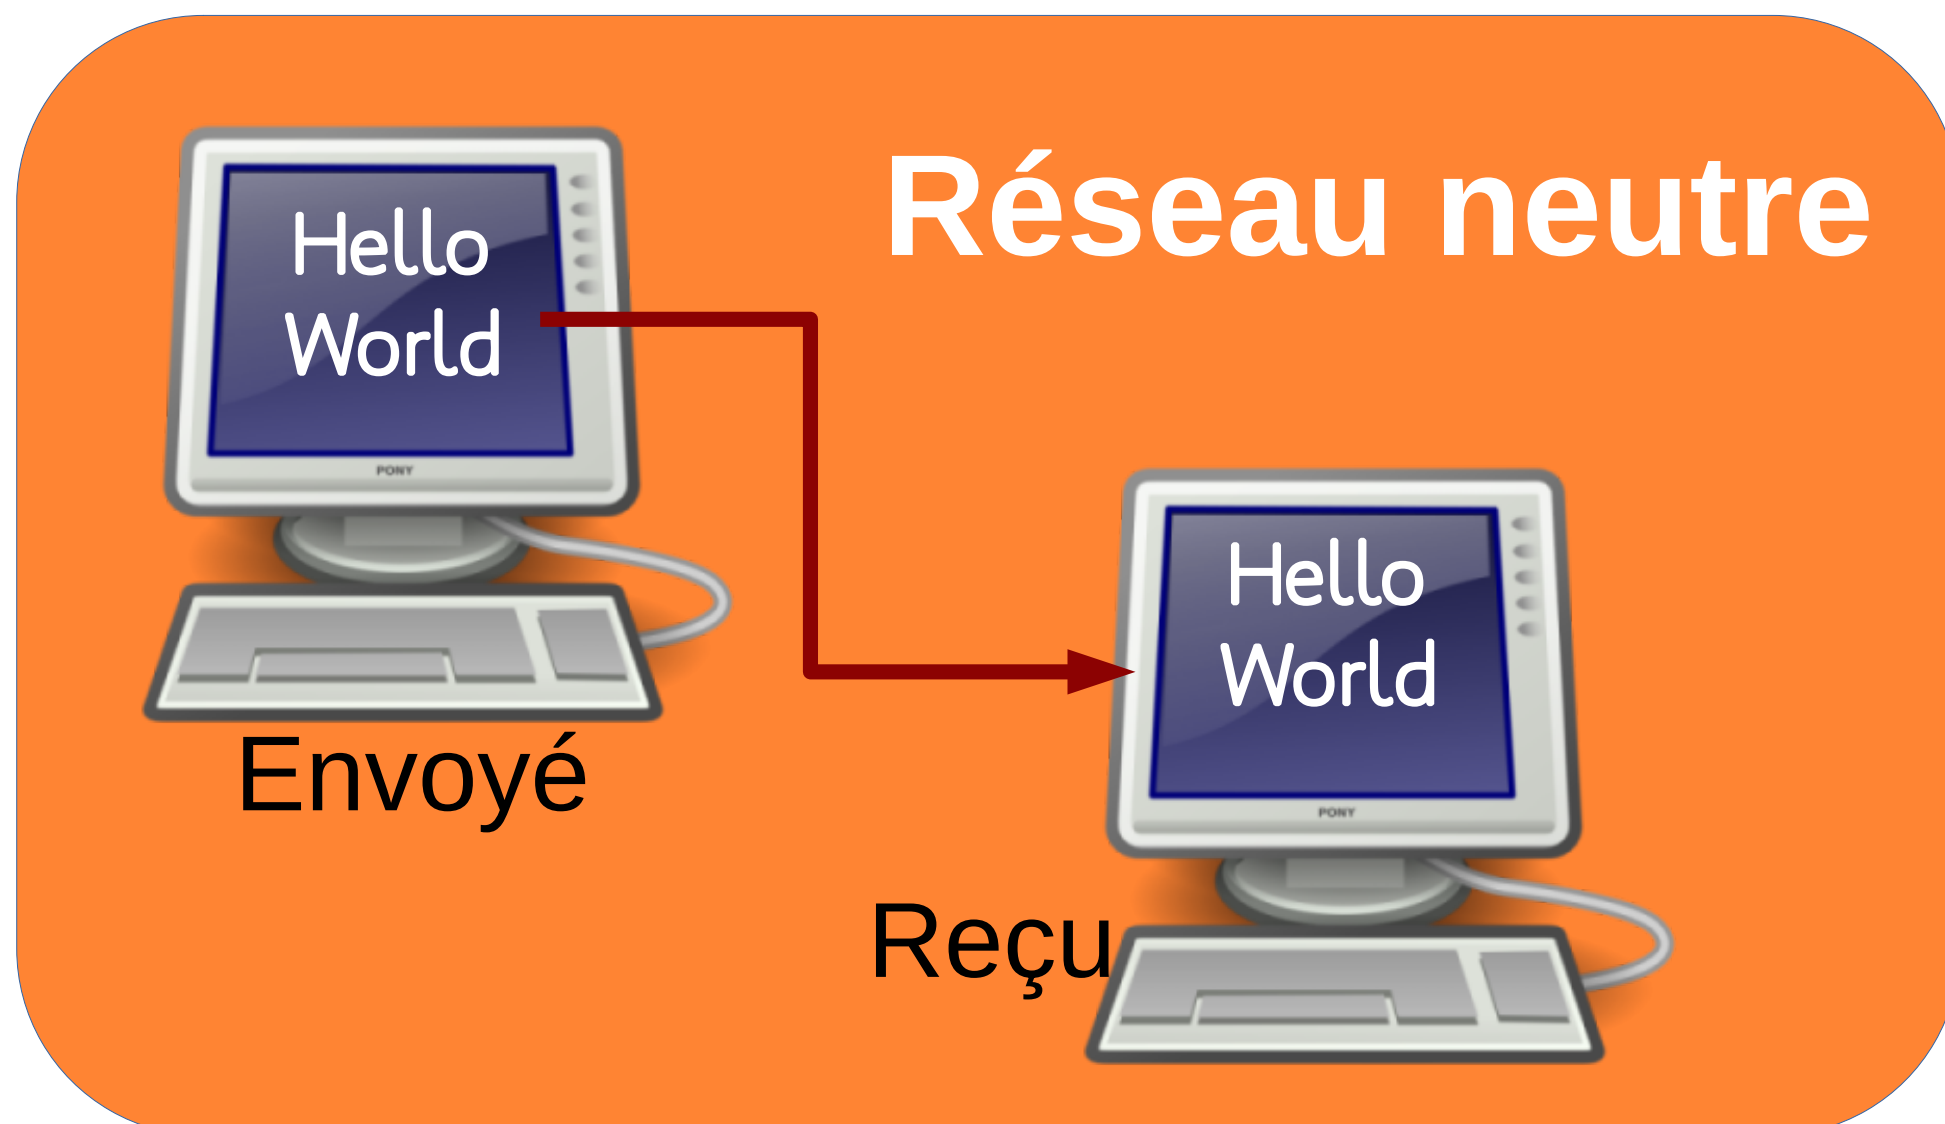 Réseau neutre
Hello
World
PONY
Envoyé
Hello
World
PONY
Reçu